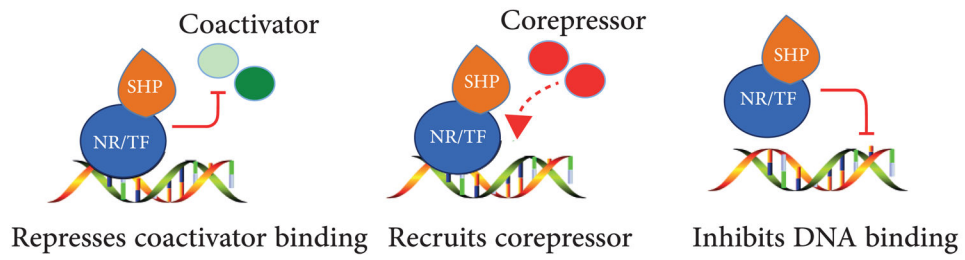 Coactivator
SHP
NR/TF
Represses coactivator binding
Corepressor
SHP
NR/TF
Recruits corepressor
SHP
NR/TF
Inhibits DNA binding